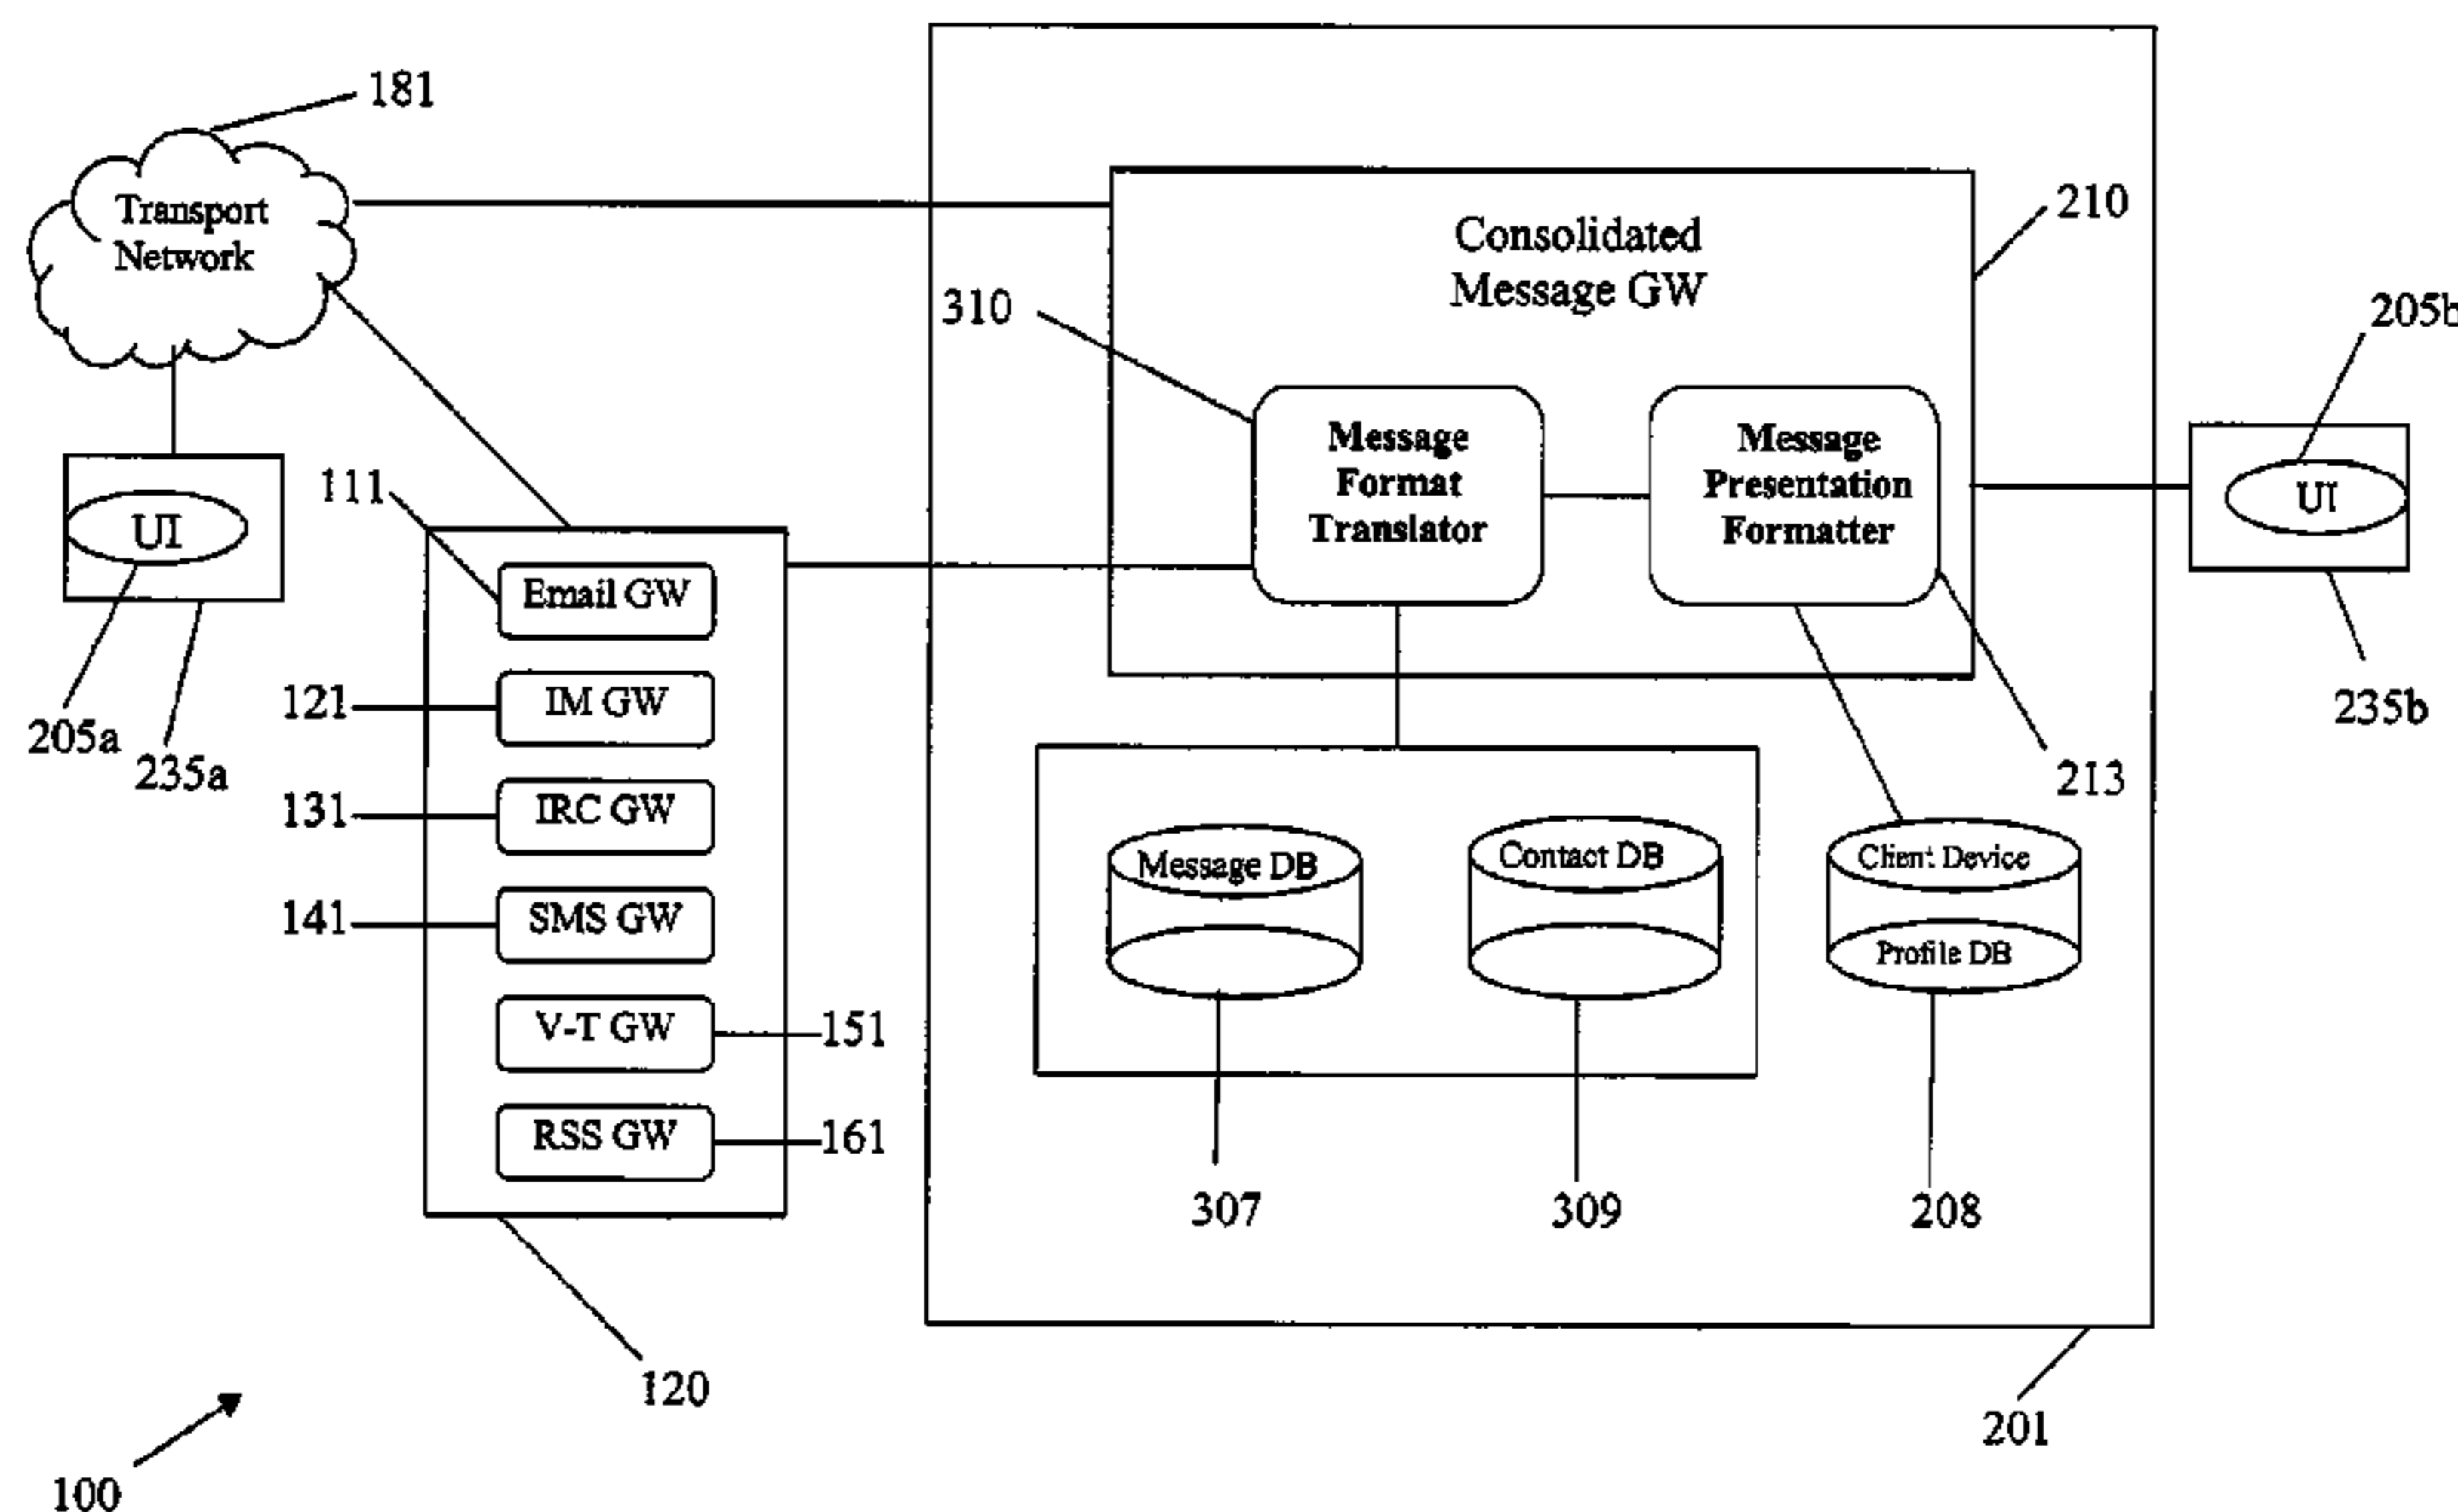 181
Transport
Network
210
Consolidated
Message GW
310
205b
Message
Format
Translator
Message
Presentation
Formatter
UI
UI
111
Email GW
121
IM GW
205a
235a
235b
213
131
IRC GW
Message DB
Contact DB
Client Device
Profile DB
141
SMS GW
V-T GW
151
RSS GW
161
307
309
208
120
201
100